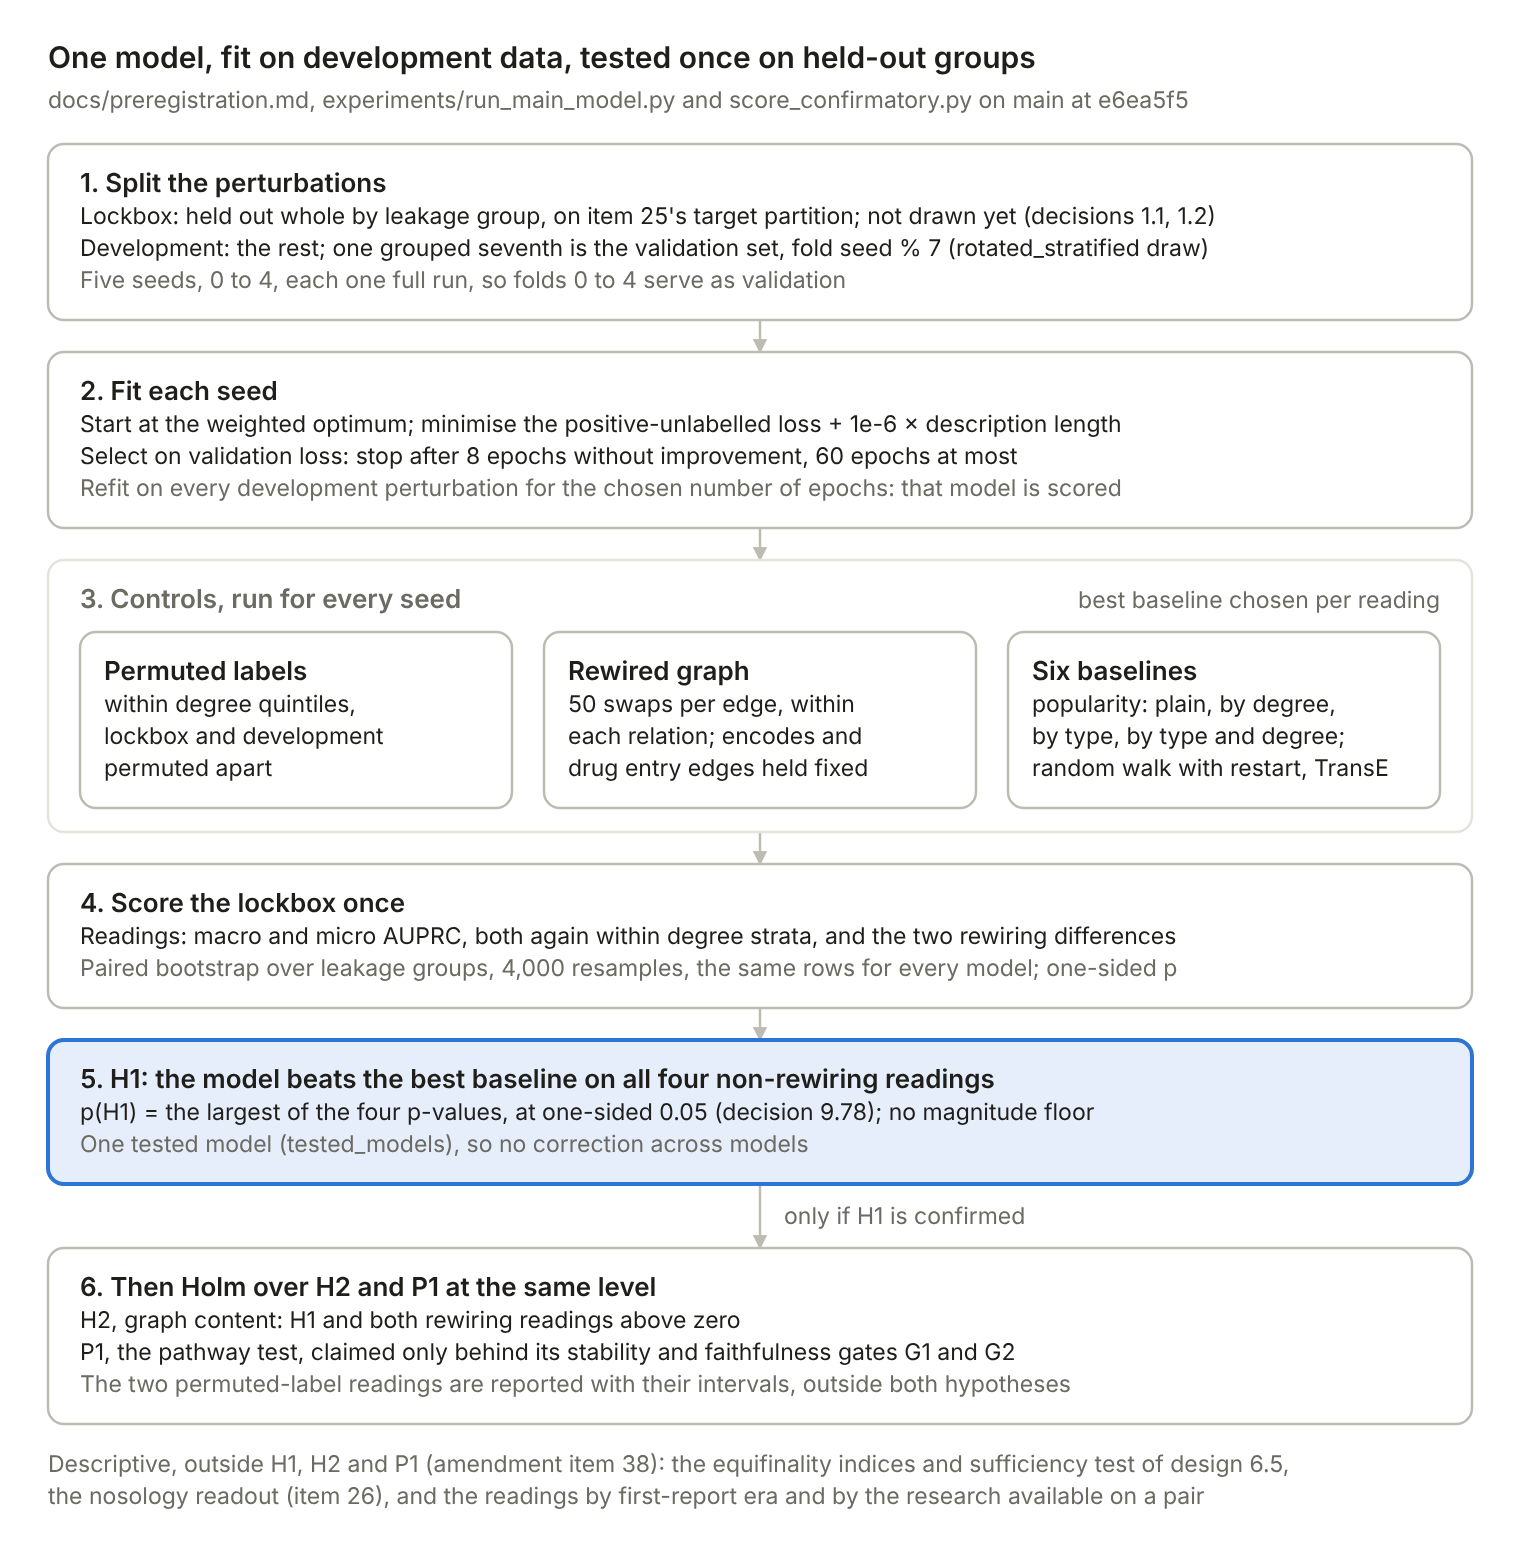 One model, fit on development data, tested once on held-out groups
docs/preregistration.md, experiments/run_main_model.py and score_confirmatory.py on main at e6ea5f5
1. Split the perturbations
Lockbox: held out whole by leakage group, on item 25's target partition; not drawn yet (decisions 1.1, 1.2)
Development: the rest; one grouped seventh is the validation set, fold seed % 7 (rotated_stratified draw)
Five seeds, 0 to 4, each one full run, so folds 0 to 4 serve as validation
2. Fit each seed
Start at the weighted optimum; minimise the positive-unlabelled loss + 1e-6 × description length
Select on validation loss: stop after 8 epochs without improvement, 60 epochs at most
Refit on every development perturbation for the chosen number of epochs: that model is scored
3. Controls, run for every seed
best baseline chosen per reading
Permuted labels
within degree quintiles,
lockbox and development
permuted apart
Rewired graph
50 swaps per edge, within
each relation; encodes and
drug entry edges held fixed
Six baselines
popularity: plain, by degree,
by type, by type and degree;
random walk with restart, TransE
4. Score the lockbox once
Readings: macro and micro AUPRC, both again within degree strata, and the two rewiring differences
Paired bootstrap over leakage groups, 4,000 resamples, the same rows for every model; one-sided p
5. H1: the model beats the best baseline on all four non-rewiring readings
p(H1) = the largest of the four p-values, at one-sided 0.05 (decision 9.78); no magnitude floor
One tested model (tested_models), so no correction across models
only if H1 is confirmed
6. Then Holm over H2 and P1 at the same level
H2, graph content: H1 and both rewiring readings above zero
P1, the pathway test, claimed only behind its stability and faithfulness gates G1 and G2
The two permuted-label readings are reported with their intervals, outside both hypotheses
Descriptive, outside H1, H2 and P1 (amendment item 38): the equifinality indices and sufficiency test of design 6.5,
the nosology readout (item 26), and the readings by first-report era and by the research available on a pair